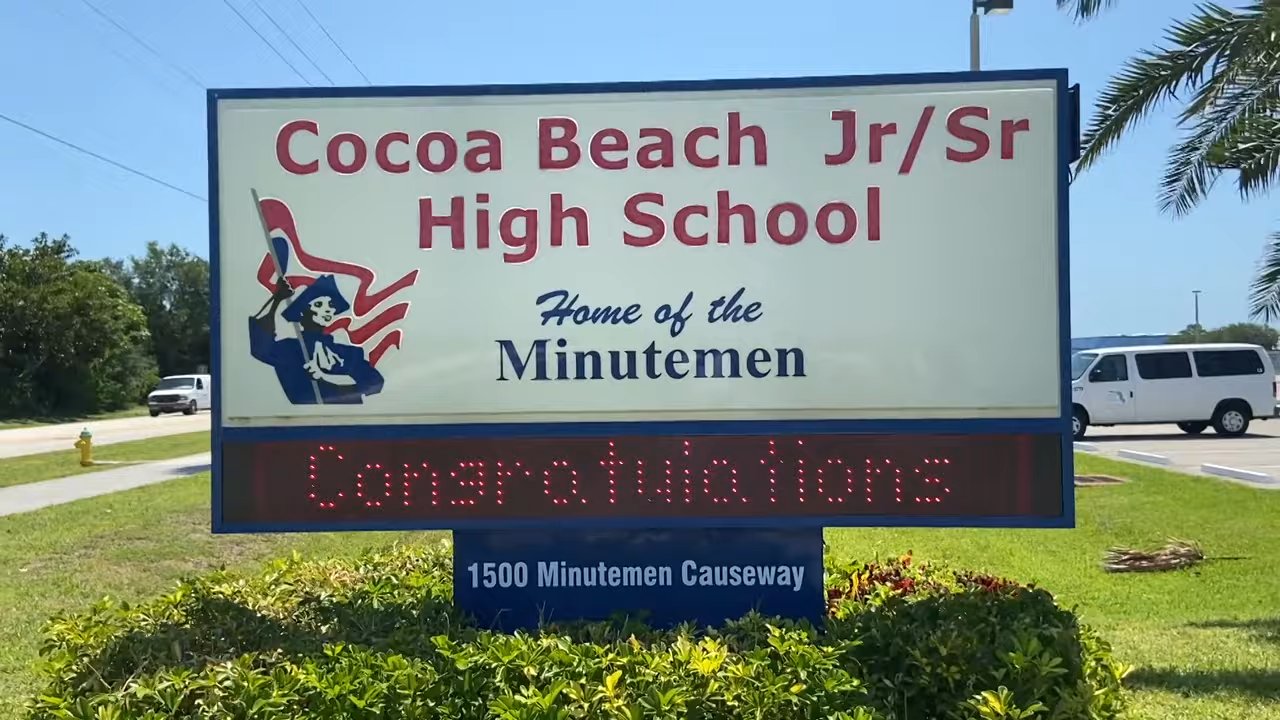 Cocoa Beach Jr/Sr
High School
Home of the
Minutemen
Congratulations
1500 Minutemen Causeway